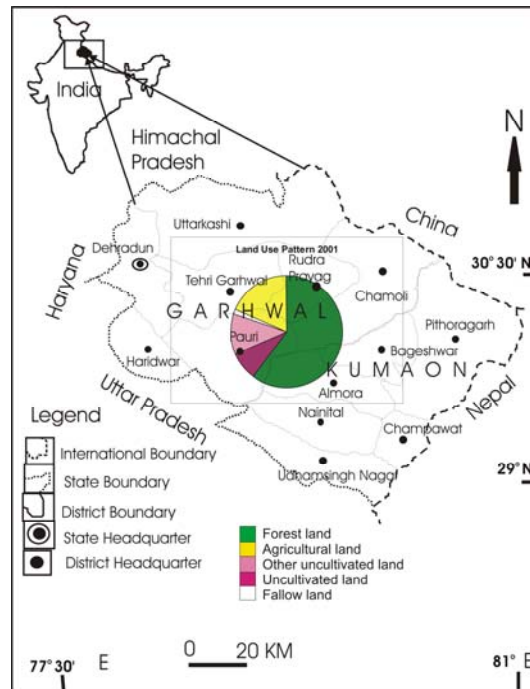 India
Himachal
Pradesh
N
China
Uttarkashi
Haryana
Dehradun
Land Use Pattern 2001
Rudra
Prayag
30° 30' N
Tehri Garhwal
Chamoli
GARHWAL
Pithoragarh
Pauri
Bageshwar
Haridwar
KUMAON
Almora
Nepal
Uttar Pradesh
Nainital
Champawat
Legend
International Boundary
Udhamsingh Nagar
29° N
State Boundary
District Boundary
State Headquarter
District Headquarter
Forest land
Agricultural land
Other uncultivated land
Uncultivated land
Fallow land
0 20 KM
77° 30' E
81° E